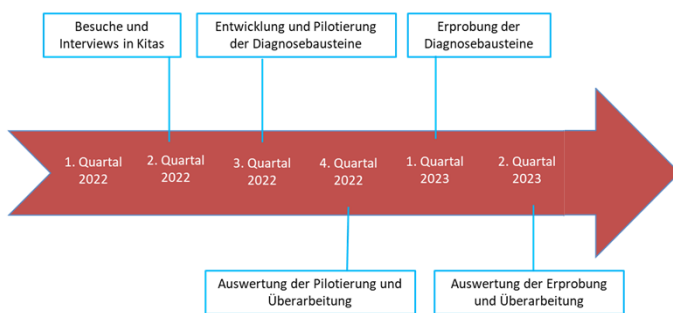 Besuche und
Interviews in Kitas
Entwicklung und Pilotierung
der Diagnosebausteine
Erprobung der
Diagnosebausteine
1. Quartal
2022
2. Quartal
2022
3. Quartal
2022
4. Quartal
2022
1. Quartal
2023
2. Quartal
2023
Auswertung der Pilotierung und
Überarbeitung
Auswertung der Erprobung
und Überarbeitung